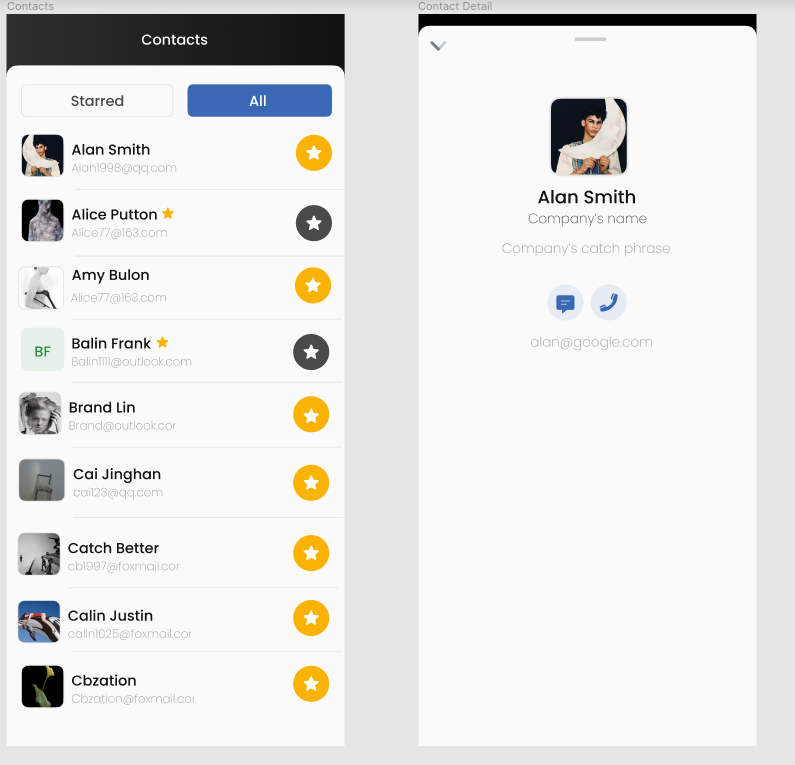 Contacts
Contacts
Starred
All
Alan Smith
Alan1998@qq.com
Alice Putton
Alice77@163.com
Amy Bulon
Alice77@163.com
BF
Balin Frank
Balin1111@outlook.com
Brand Lin
Brand@outlook.cor
Cai Jinghan
cai123@qq.com
Catch Better
cb1997@foxmail.cor
Calin Justin
calin1025@foxmail.cor
Cbzation
Cbzation@foxmail.cor
Contact Detail
Alan Smith
Company's name
Company's catch phrase
alan@google.com